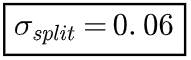 σ_split = 0.06